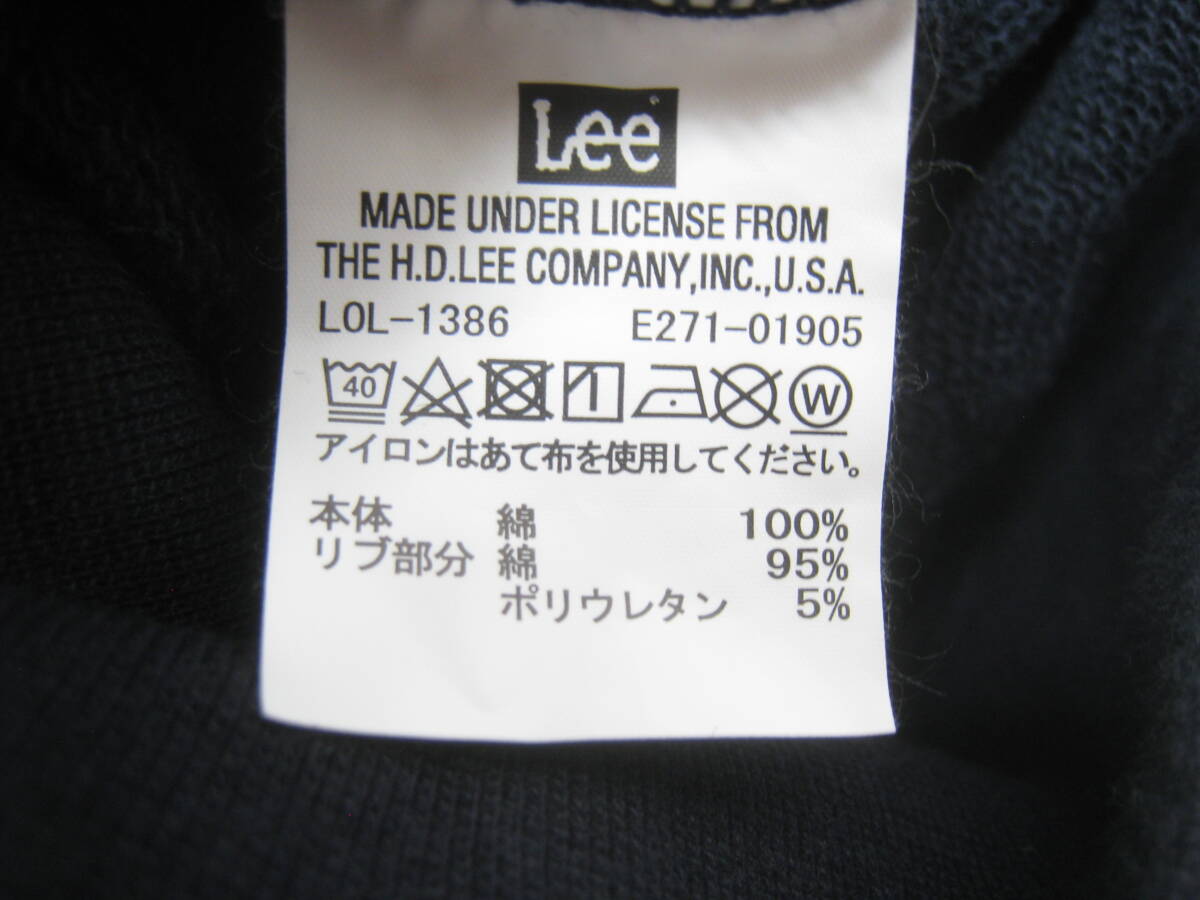 Lee
MADE UNDER LICENSE FROM
THE H.D.LEE COMPANY,INC.,U.S.A.
LOL-1386 E271-01905
40 W
アイロンはあて布を使用してください。
本体 綿 100%
リブ部分 綿 95%
ポリウレタン 5%